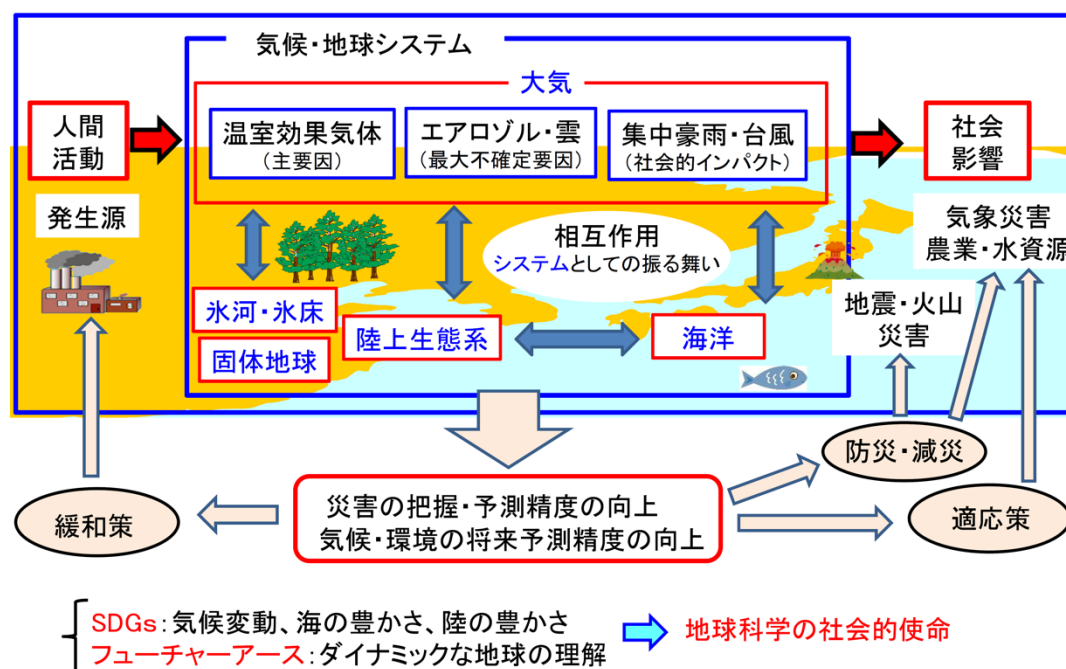 気候・地球システム
大気
人間
活動
温室効果気体
(主要因)
エアロゾル・雲
(最大不確定要因)
集中豪雨・台風
(社会的インパクト)
社会
影響
発生源
相互作用
システムとしての振る舞い
気象災害
農業・水資源
氷河・氷床
固体地球
陸上生態系
海洋
地震・火山
災害
防災・減災
緩和策
災害の把握・予測精度の向上
気候・環境の将来予測精度の向上
適応策
SDGs:気候変動、海の豊かさ、陸の豊かさ
フューチャーアース:ダイナミックな地球の理解
地球科学の社会的使命